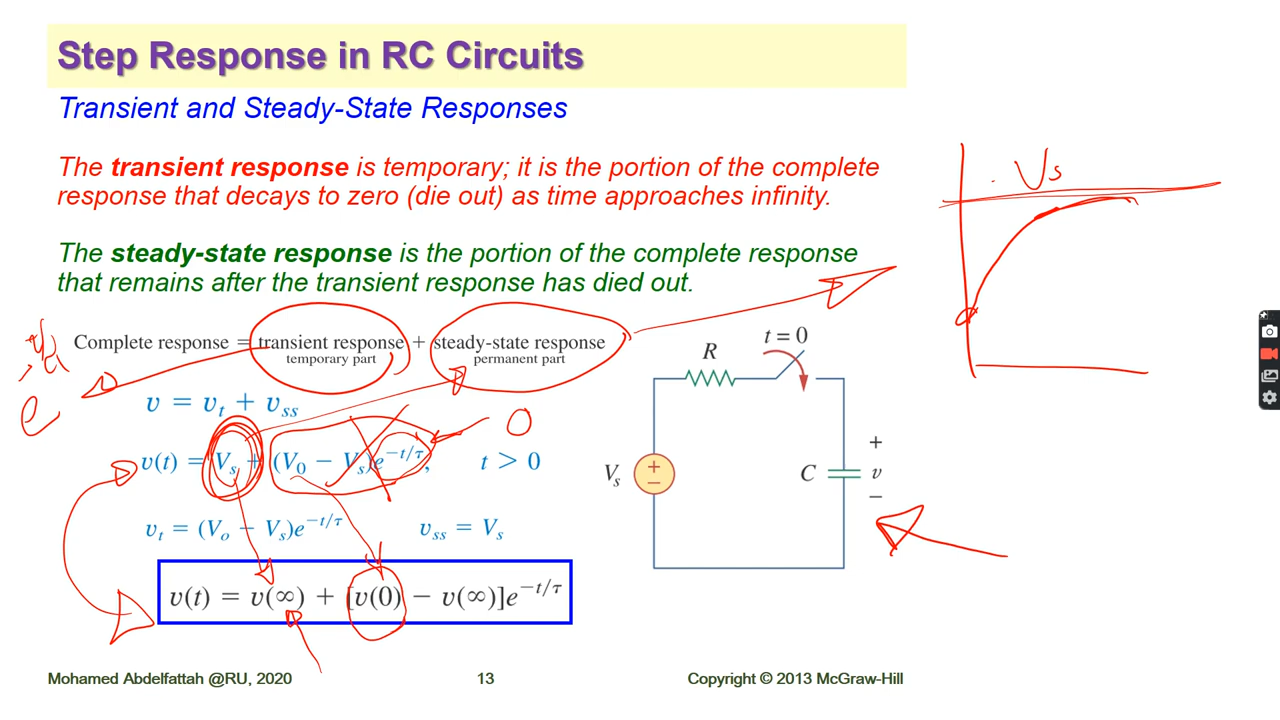 Step Response in RC Circuits
Transient and Steady-State Responses
The transient response is temporary; it is the portion of the complete
response that decays to zero (die out) as time approaches infinity.
Vs
The steady-state response is the portion of the complete response
that remains after the transient response has died out.
Complete response = transient response + steady-state response
temporary part permanent part
v = v_t + v_ss
e
0
v(t) = V_s + (V_0 − V_s)e^{−t/τ}, t > 0
v_t = (V_o − V_s)e^{−t/τ} v_ss = V_s
v(t) = v(∞) + [v(0) − v(∞)]e^{−t/τ}
t = 0
R
V_s
+
−
C
+
v
−
Mohamed Abdelfattah @RU, 2020 13 Copyright © 2013 McGraw-Hill